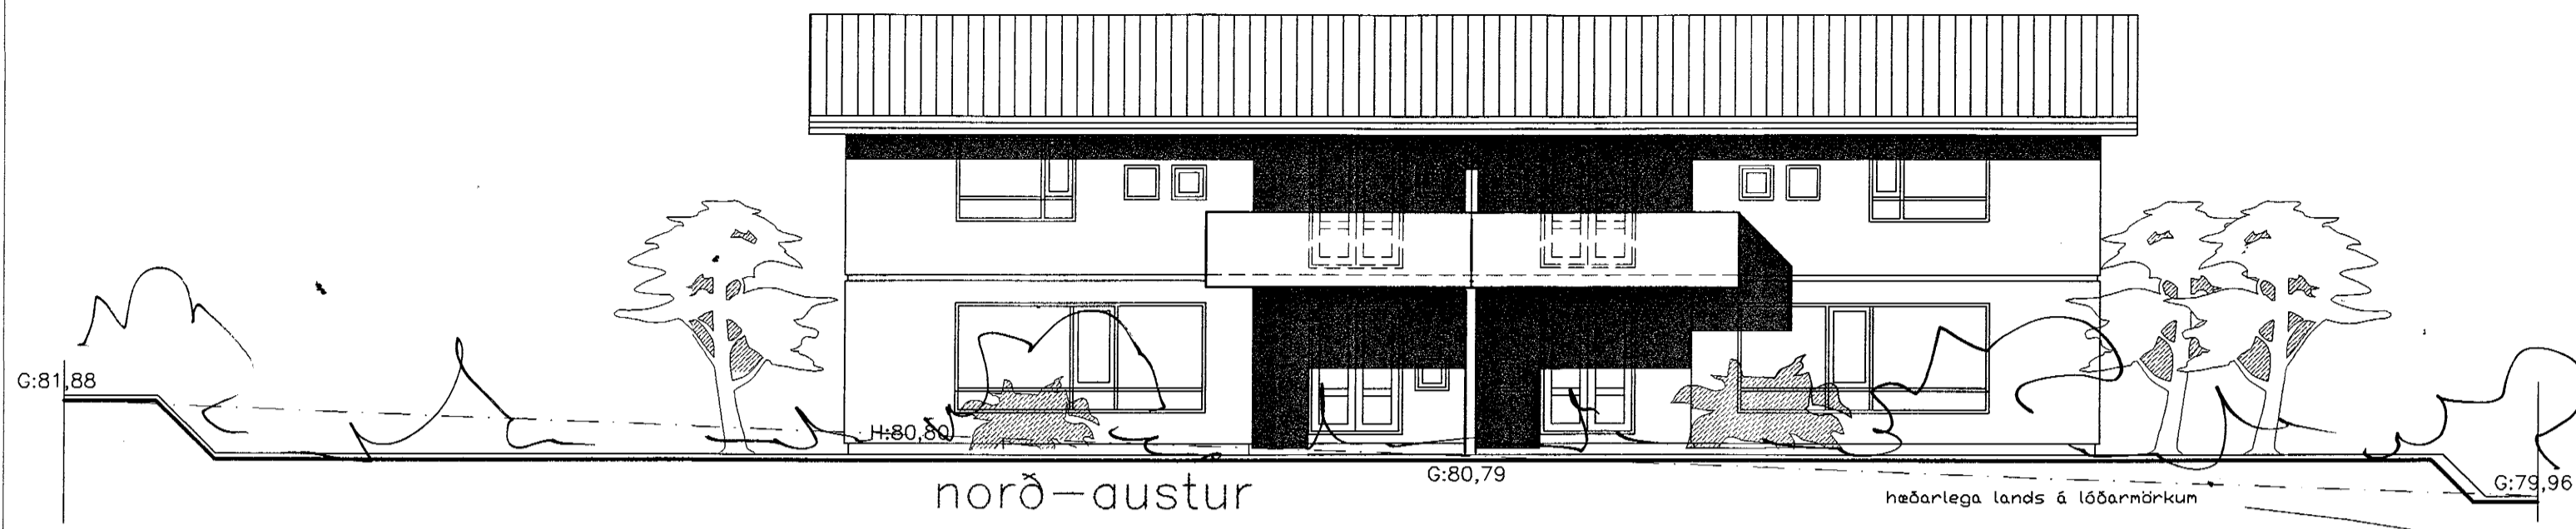 G:81,88
H:80,80
G:80,79
G:79,96
norð-austur
hæðarlega lands á lóðarmörkum